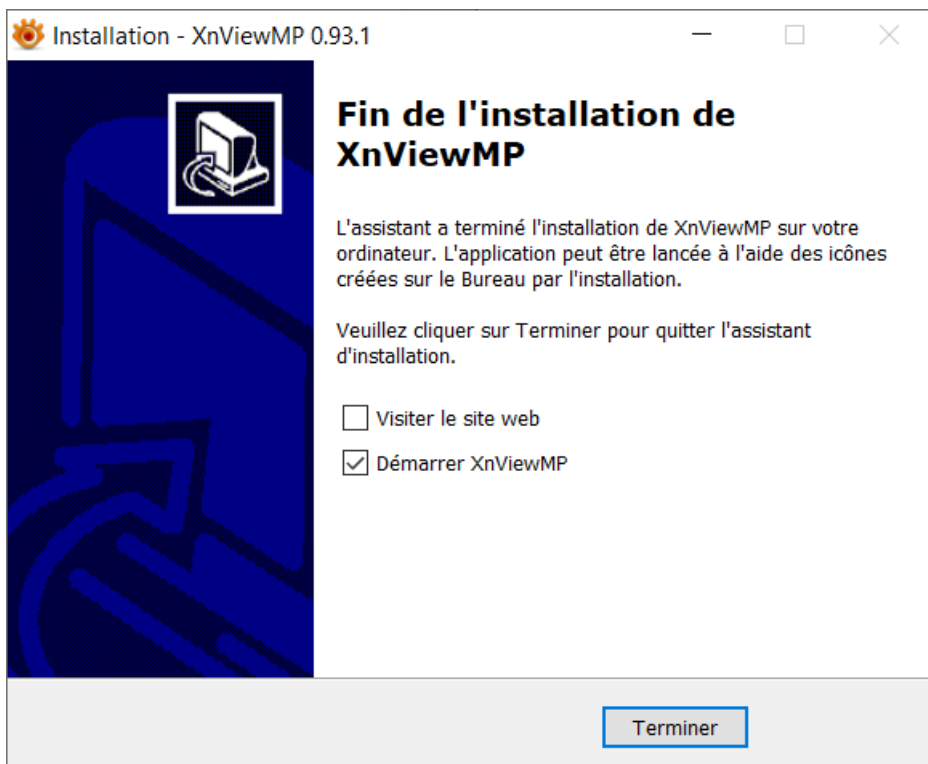 Installation - XnViewMP 0.93.1
Fin de l'installation de
XnViewMP
L'assistant a terminé l'installation de XnViewMP sur votre
ordinateur. L'application peut être lancée à l'aide des icônes
créées sur le Bureau par l'installation.
Veuillez cliquer sur Terminer pour quitter l'assistant
d'installation.
Visiter le site web
Démarrer XnViewMP
Terminer